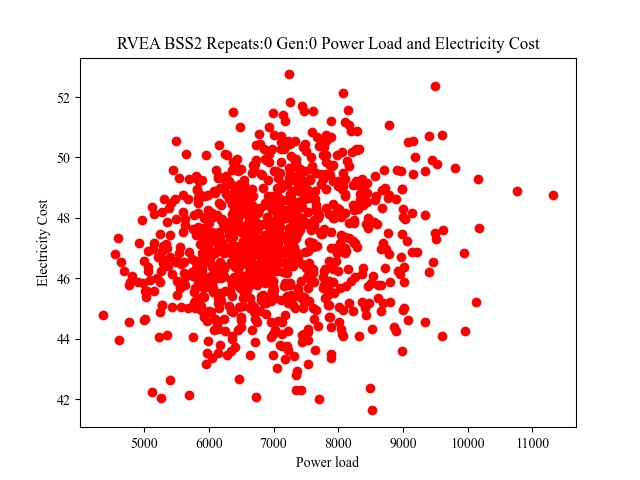 RVEA BSS2 Repeats:0 Gen:0 Power Load and Electricity Cost
52
50
48
46
44
42
Electricity Cost
5000 6000 7000 8000 9000 10000 11000
Power load